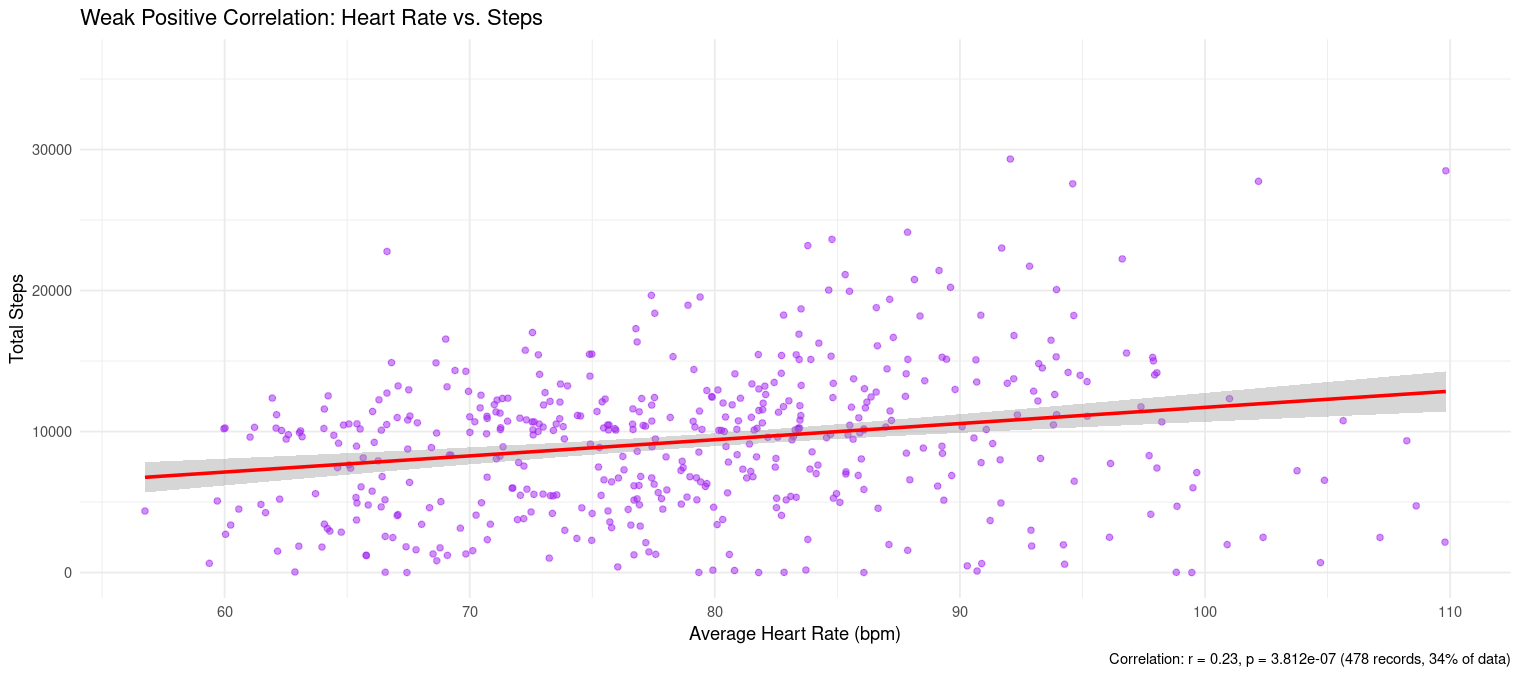 Weak Positive Correlation: Heart Rate vs. Steps
Total Steps
30000
20000
10000
0
60 70 80 90 100 110
Average Heart Rate (bpm)
Correlation: r = 0.23, p = 3.812e-07 (478 records, 34% of data)